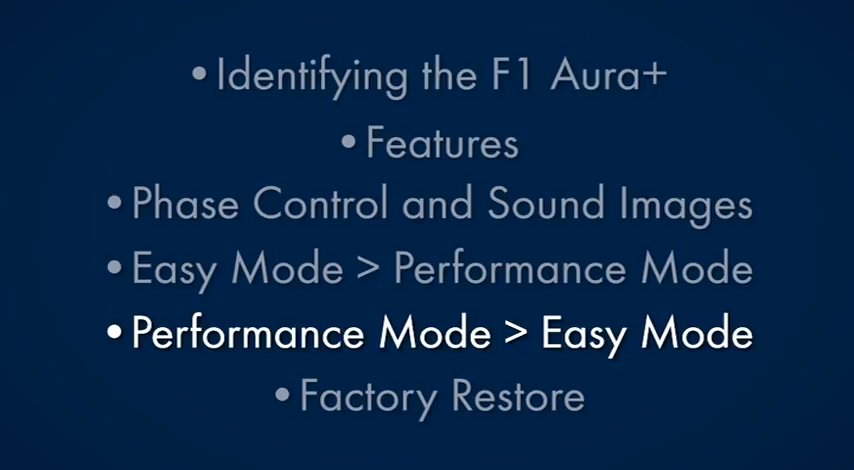 •Identifying the F1 Aura+
•Features
•Phase Control and Sound Images
•Easy Mode > Performance Mode
•Performance Mode > Easy Mode
•Factory Restore